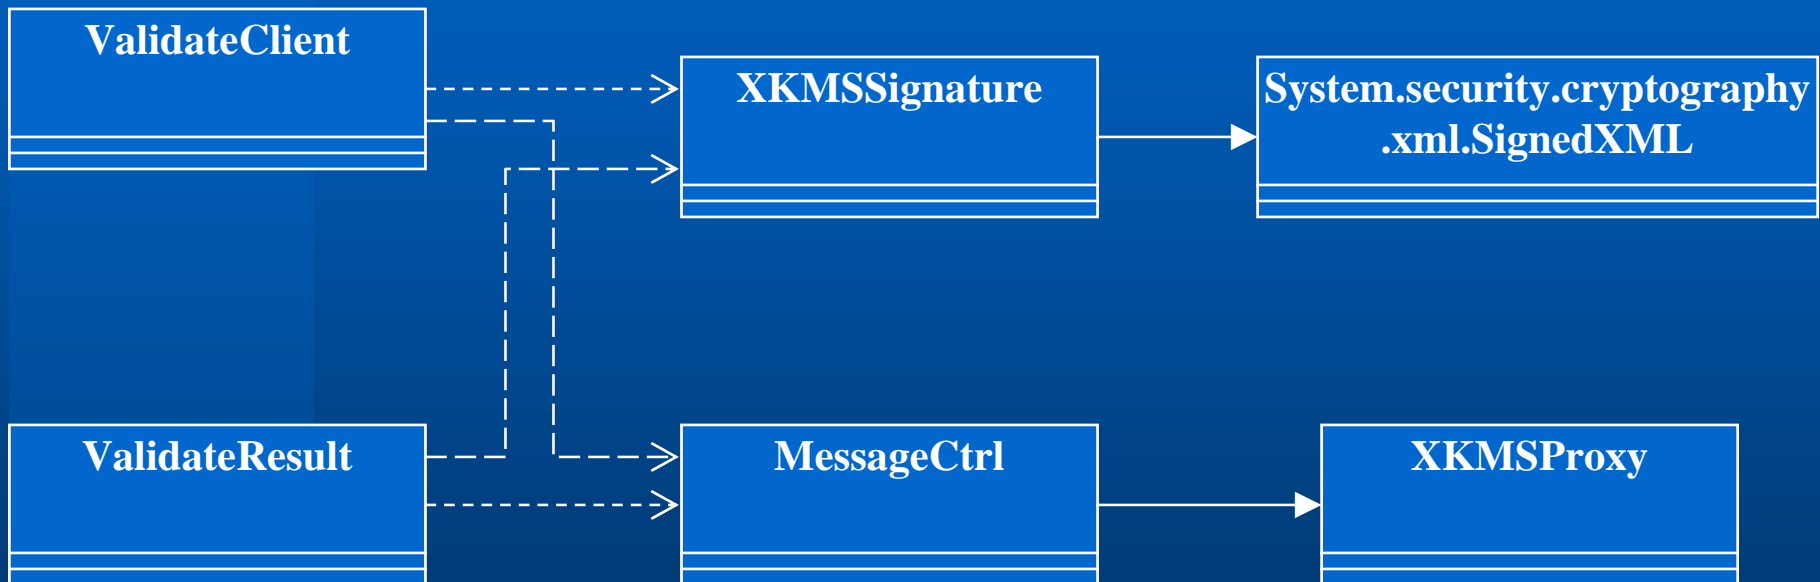 ValidateClient
XKMSSignature
System.security.cryptography
.xml.SignedXML
ValidateResult
MessageCtrl
XKMSProxy